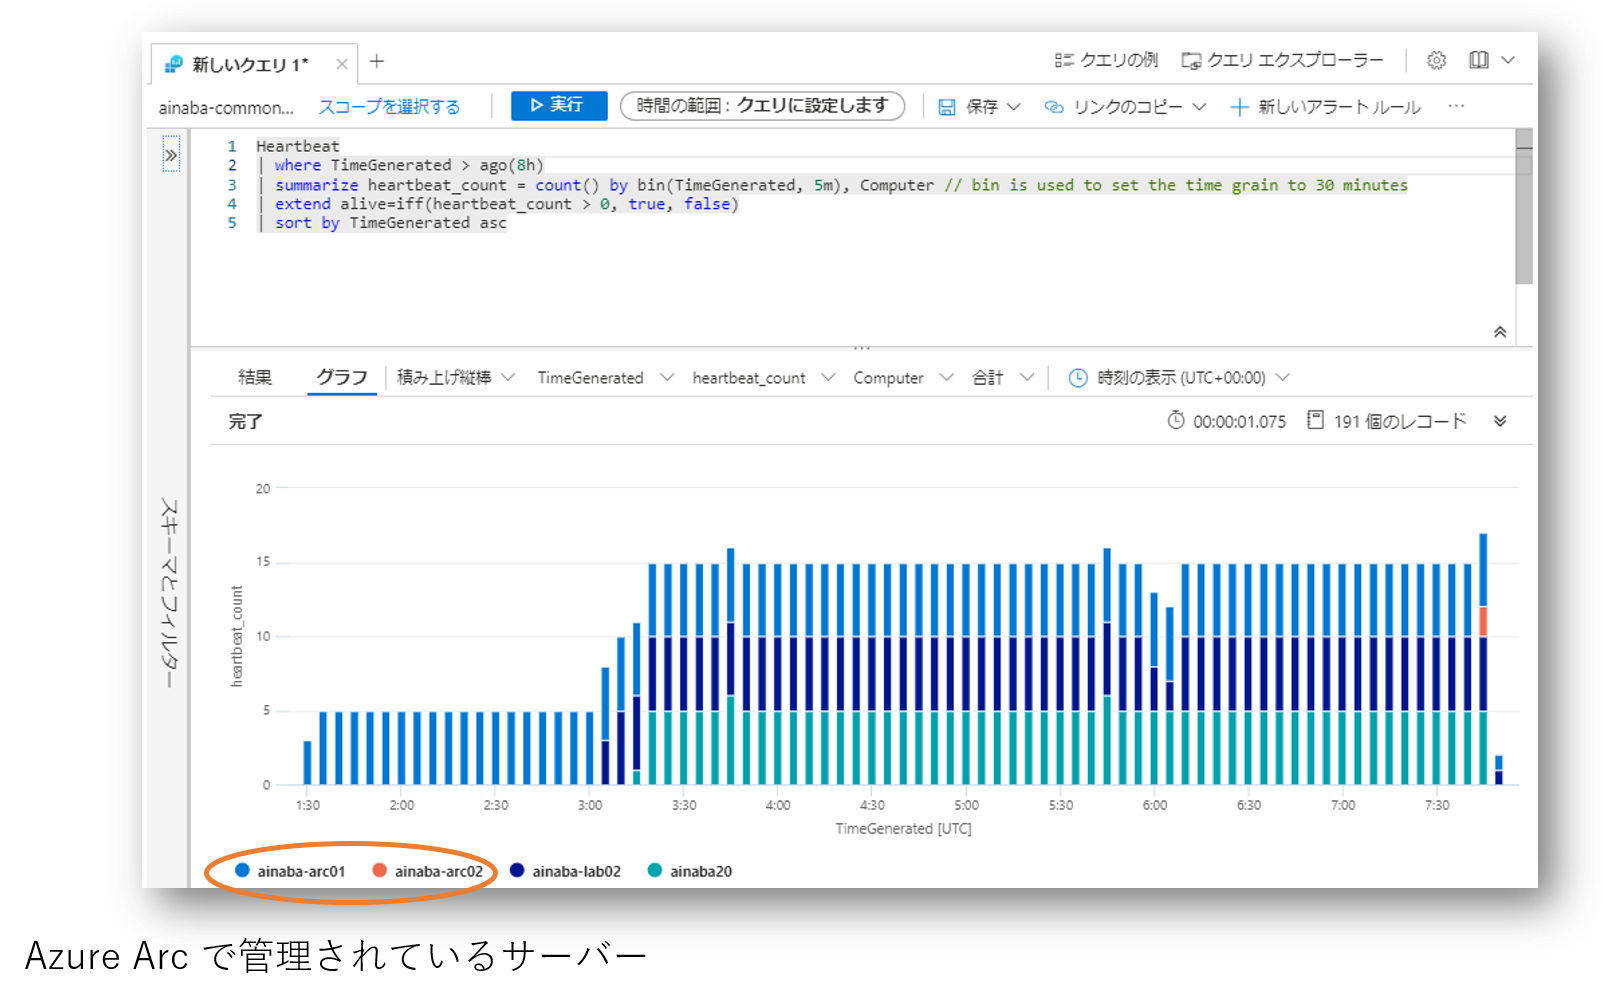 新しいクエリ 1* × +
クエリの例 クエリ エクスプローラー
ainaba-common... スコープを選択する 実行 時間の範囲 : クエリに設定します 保存 リンクのコピー 新しいアラート ルール ...
1 Heartbeat
2 | where TimeGenerated > ago(8h)
3 | summarize heartbeat_count = count() by bin(TimeGenerated, 5m), Computer // bin is used to set the time grain to 30 minutes
4 | extend alive=iff(heartbeat_count > 0, true, false)
5 | sort by TimeGenerated asc
結果 グラフ 積み上げ縦棒 TimeGenerated heartbeat_count Computer 合計 時刻の表示 (UTC+00:00)
完了 00:00:01.075 191 個のレコード
スキーマとフィルター
heartbeat_count
20
15
10
5
0
1:30 2:00 2:30 3:00 3:30 4:00 4:30 5:00 5:30 6:00 6:30 7:00 7:30
TimeGenerated [UTC]
ainaba-arc01 ainaba-arc02 ainaba-lab02 ainaba20
Azure Arc で管理されているサーバー